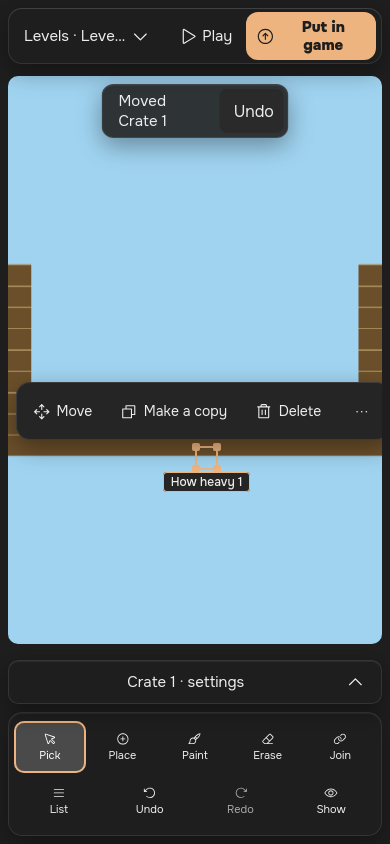 Levels · Leve...
Play
Put in
game
Moved
Crate 1
Undo
Move
Make a copy
Delete
...
How heavy 1
Crate 1 · settings
Pick
Place
Paint
Erase
Join
List
Undo
Redo
Show